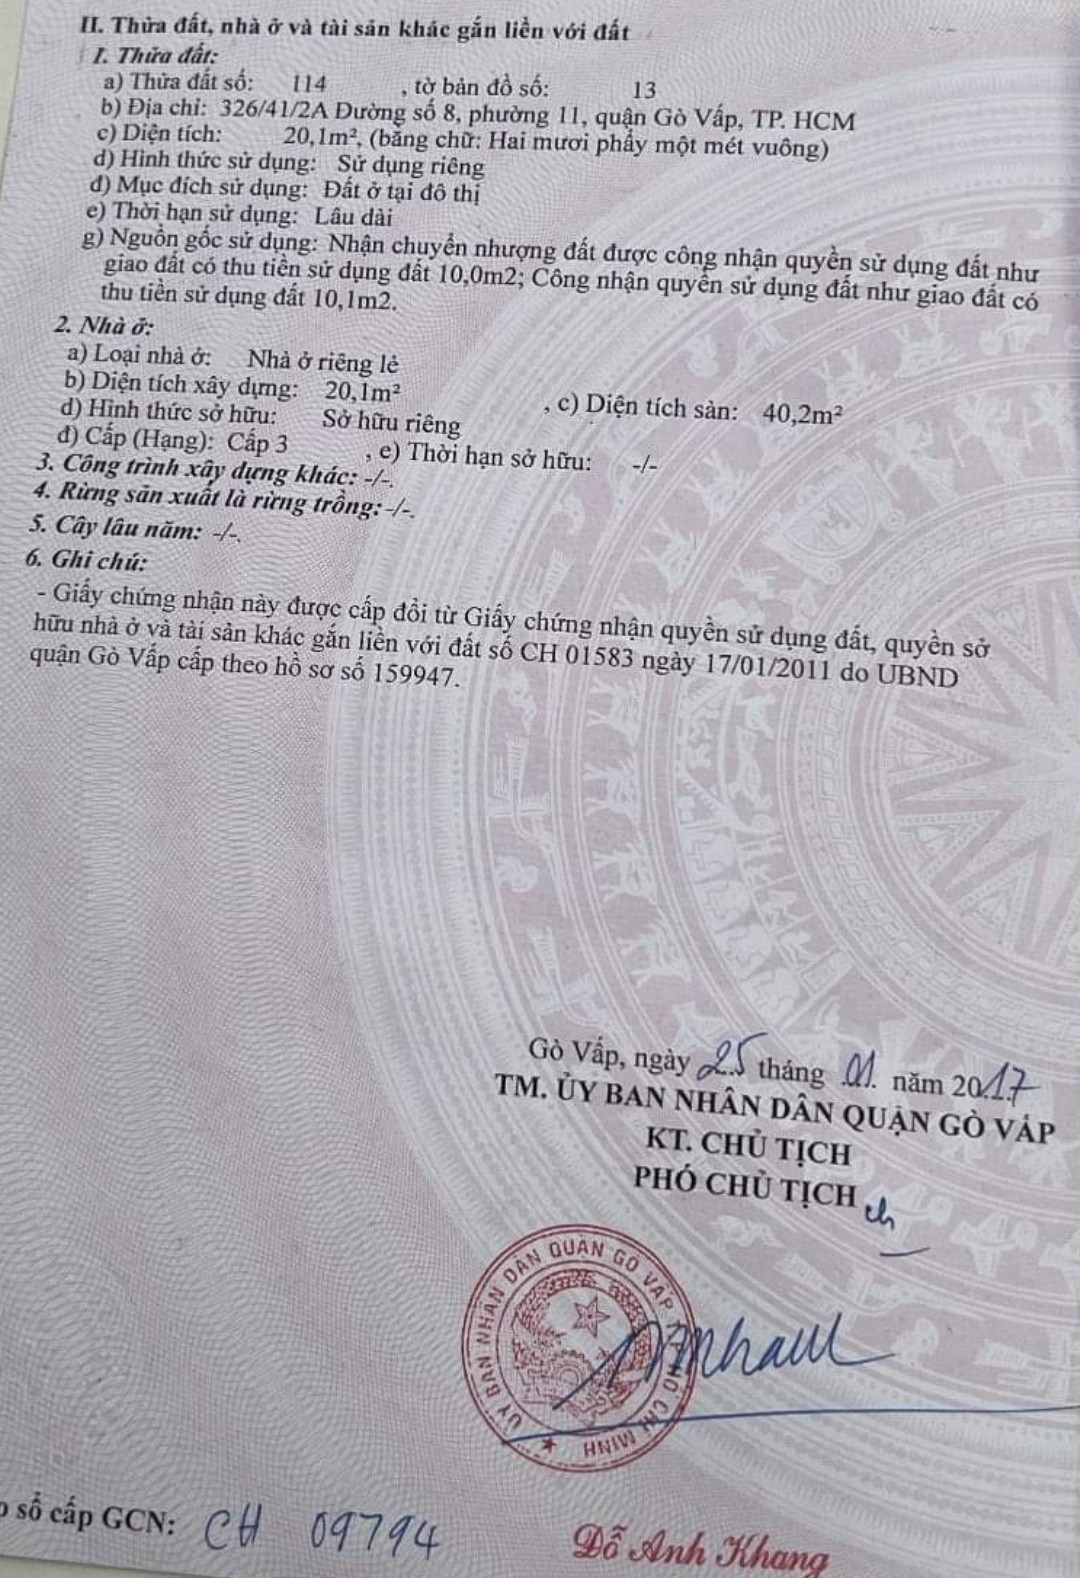 II. Thửa đất, nhà ở và tài sản khác gắn liền với đất
1. Thửa đất:
a) Thửa đất số: 114 , tờ bản đồ số: 13
b) Địa chỉ: 326/41/2A Đường số 8, phường 11, quận Gò Vấp, TP. HCM
c) Diện tích: 20,1m², (bằng chữ: Hai mươi phẩy một mét vuông)
d) Hình thức sử dụng: Sử dụng riêng
đ) Mục đích sử dụng: Đất ở tại đô thị
e) Thời hạn sử dụng: Lâu dài
g) Nguồn gốc sử dụng: Nhận chuyển nhượng đất được công nhận quyền sử dụng đất như
giao đất có thu tiền sử dụng đất 10,0m2; Công nhận quyền sử dụng đất như giao đất có
thu tiền sử dụng đất 10,1m2.
2. Nhà ở:
a) Loại nhà ở: Nhà ở riêng lẻ
b) Diện tích xây dựng: 20,1m² , c) Diện tích sàn: 40,2m²
d) Hình thức sở hữu: Sở hữu riêng
đ) Cấp (Hạng): Cấp 3 , e) Thời hạn sở hữu: -/-
3. Công trình xây dựng khác: -/-.
4. Rừng sản xuất là rừng trồng: -/-.
5. Cây lâu năm: -/-.
6. Ghi chú:
- Giấy chứng nhận này được cấp đổi từ Giấy chứng nhận quyền sử dụng đất, quyền sở
hữu nhà ở và tài sản khác gắn liền với đất số CH 01583 ngày 17/01/2011 do UBND
quận Gò Vấp cấp theo hồ sơ số 159947.
Gò Vấp, ngày 25 tháng 01 năm 2017
TM. ỦY BAN NHÂN DÂN QUẬN GÒ VẤP
KT. CHỦ TỊCH
PHÓ CHỦ TỊCH
ỦY BAN NHÂN DÂN QUẬN GÒ VẤP
HỒ CHÍ MINH
sổ cấp GCN: CH 09794
Đỗ Anh Khang